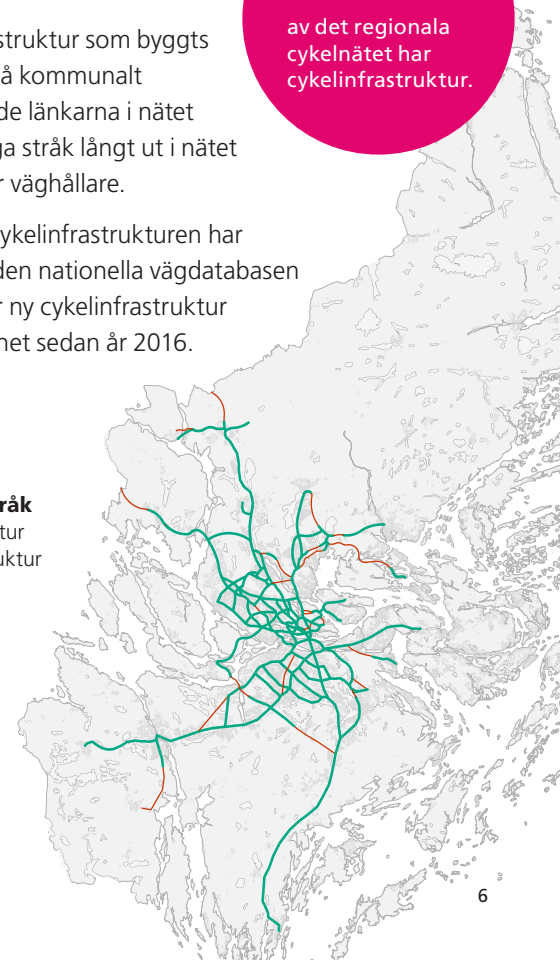 av det regionala
cykelnätet har
cykelinfrastruktur.
struktur som byggts
å kommunalt
de länkarna i nätet
ga stråk långt ut i nätet
r väghållare.
ykelinfrastrukturen har
den nationella vägdatabasen
r ny cykelinfrastruktur
net sedan år 2016.
råk
tur
uktur
6